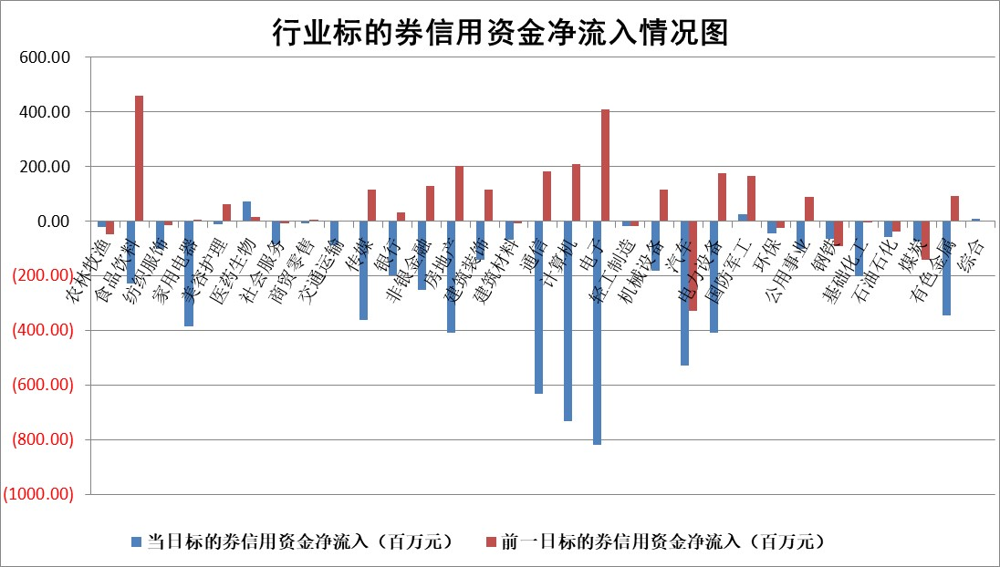 行业标的券信用资金净流入情况图
600.00
400.00
200.00
0.00
(200.00)
(400.00)
(600.00)
(800.00)
(1000.00)
农林牧渔
食品饮料
纺织服饰
家用电器
美容护理
医药生物
社会服务
商贸零售
交通运输
传媒
银行
非银金融
房地产
建筑装饰
建筑材料
通信
计算机
电子
轻工制造
机械设备
汽车
电力设备
国防军工
环保
公用事业
钢铁
基础化工
石油石化
煤炭
有色金属
综合
当日标的券信用资金净流入（百万元）
前一日标的券信用资金净流入（百万元）